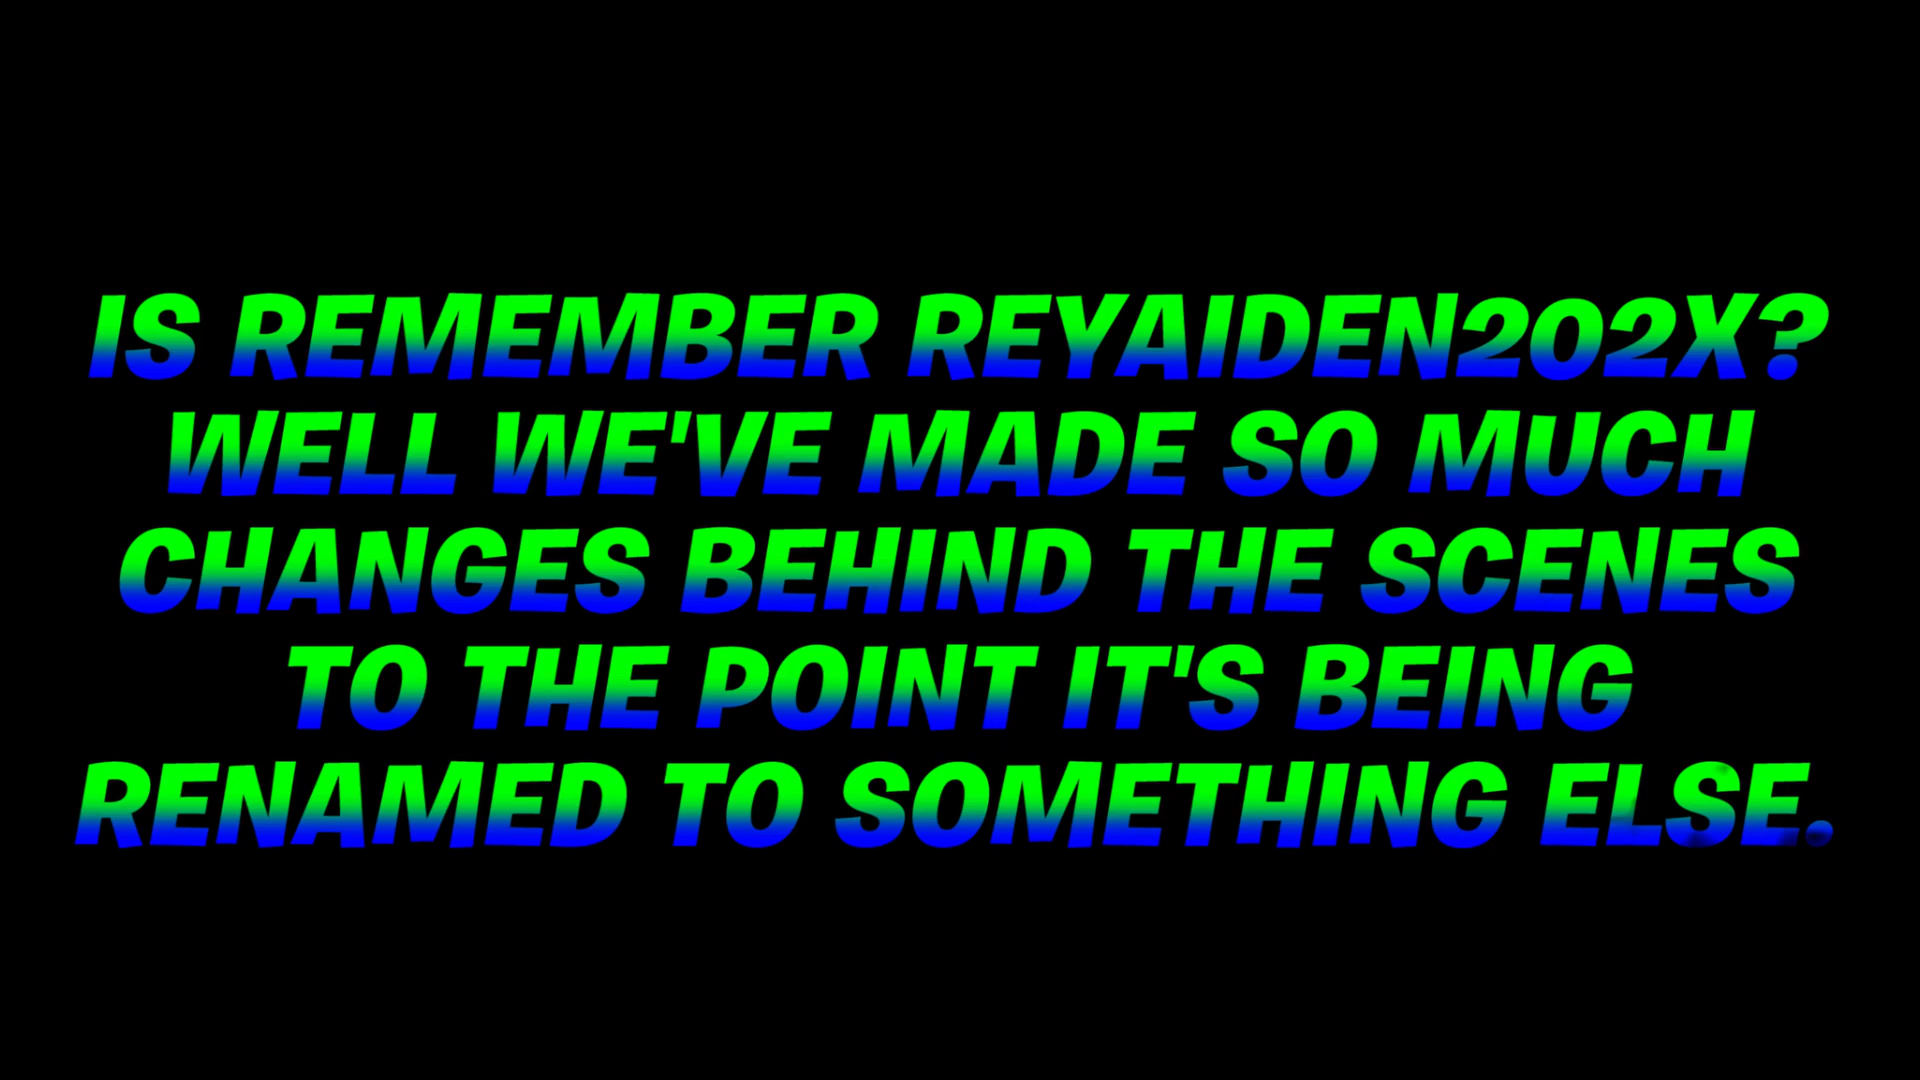 IS REMEMBER REYAIDEN202X?
WELL WE'VE MADE SO MUCH
CHANGES BEHIND THE SCENES
TO THE POINT IT'S BEING
RENAMED TO SOMETHING ELSE.